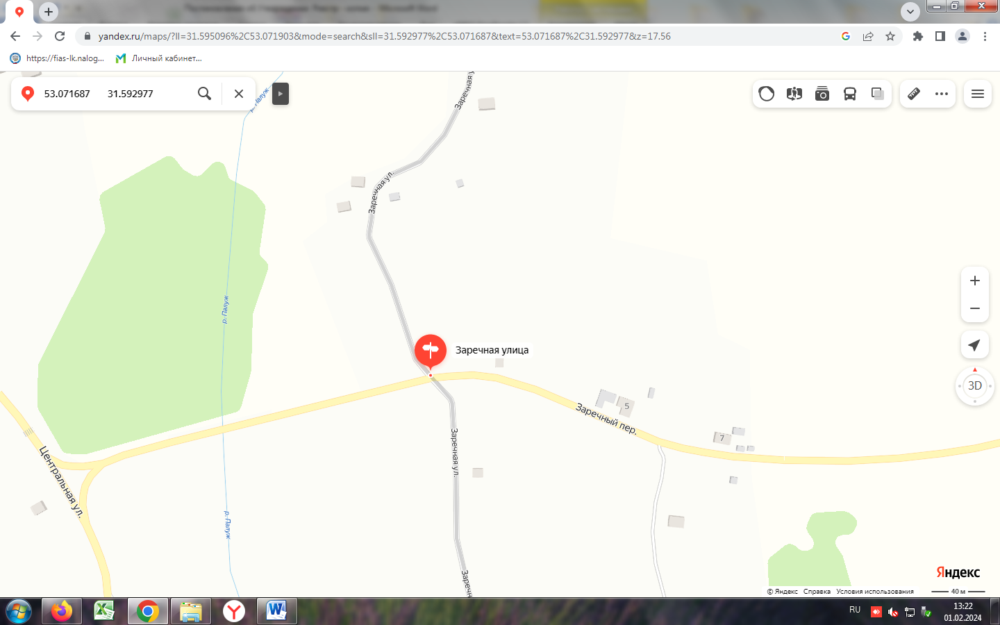 yandex.ru/maps/?ll=31.595096%2C53.071903&mode=search&sll=31.592977%2C53.071687&text=53.071687%2C31.592977&z=17.56
https://fias-lk.nalog...
Личный кабинет...
53.071687 31.592977
р. Палуж
Заречная у
Заречная ул.
р. Палуж
Заречная улица
3D
5
Заречный пер.
7
Заречная ул.
Центральная ул.
р. Палуж
Заречн
Яндекс
© Яндекс Справка Условия использования
40 м
RU
13:22
01.02.2024